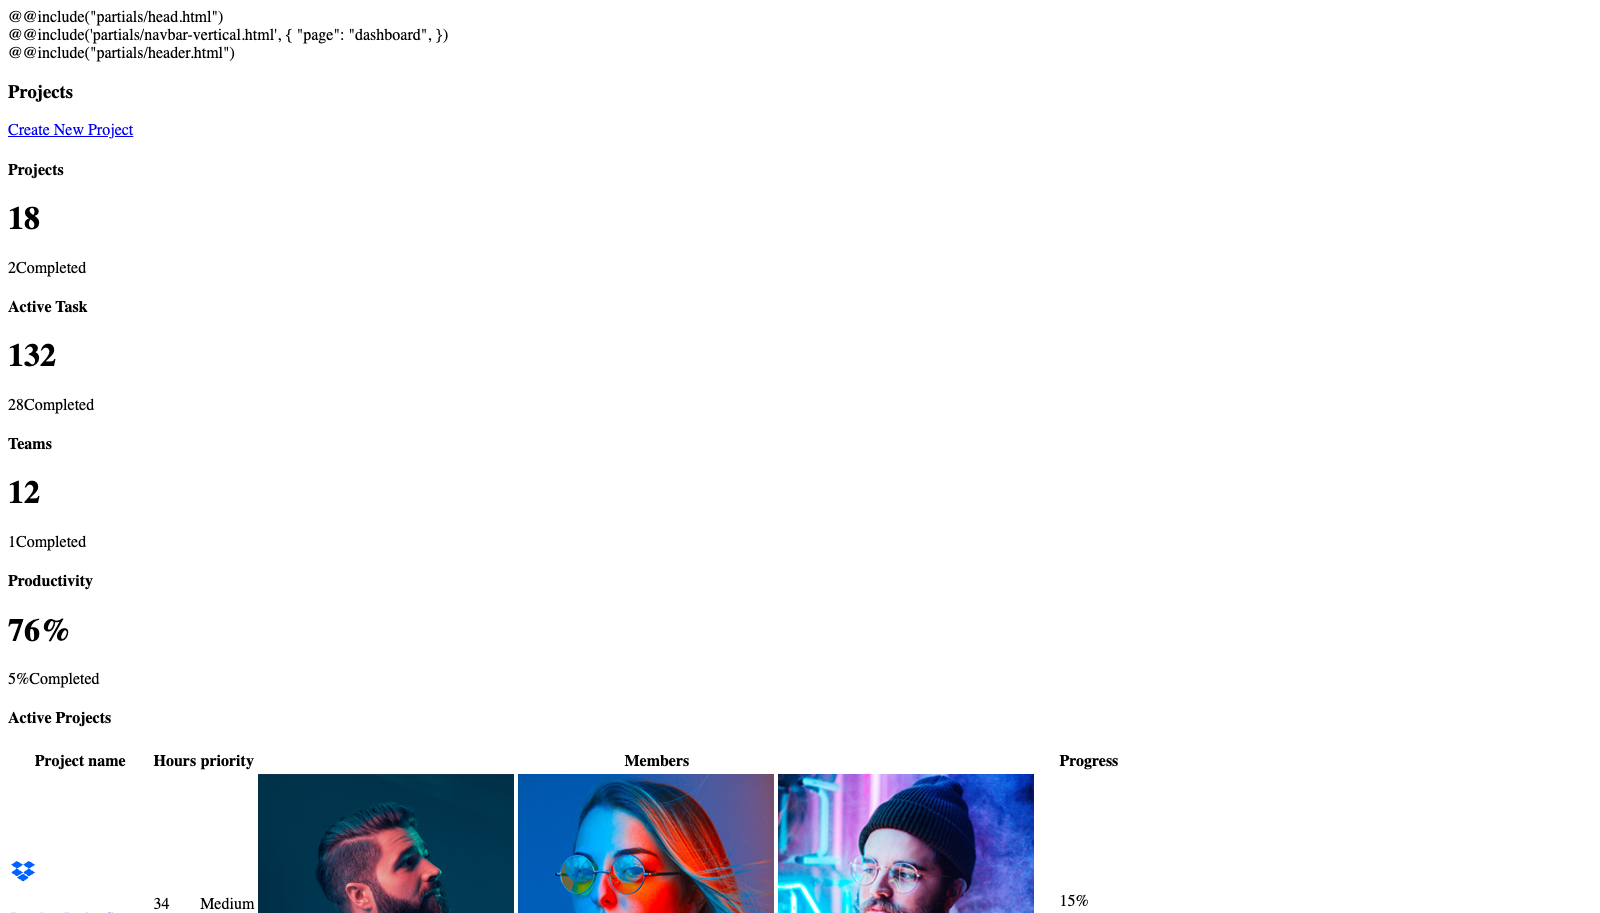 @@include("partials/head.html")
@@include('partials/navbar-vertical.html', { "page": "dashboard", })
@@include("partials/header.html")
Projects
Create New Project
Projects
18
2Completed
Active Task
132
28Completed
Teams
12
1Completed
Productivity
76%
5%Completed
Active Projects
Project name Hours priority Members Progress
34 Medium 15%